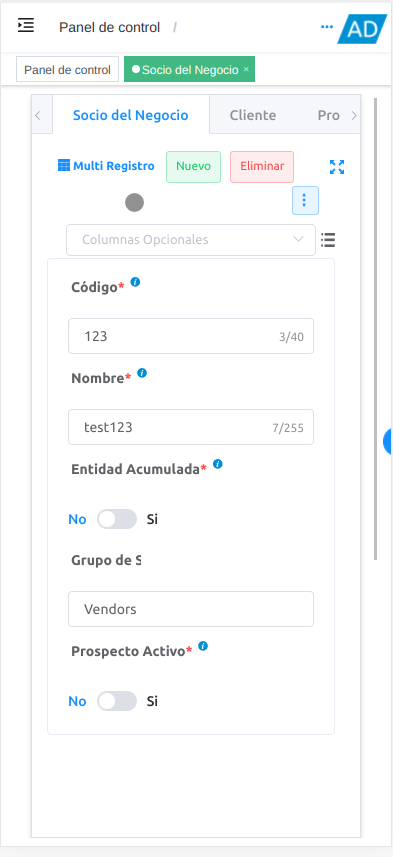 Panel de control /
AD
Panel de control
Socio del Negocio ×
Socio del Negocio Cliente Pro
Multi Registro Nuevo Eliminar
Columnas Opcionales
Código*
123 3/40
Nombre*
test123 7/255
Entidad Acumulada*
No Si
Grupo de S
Vendors
Prospecto Activo*
No Si